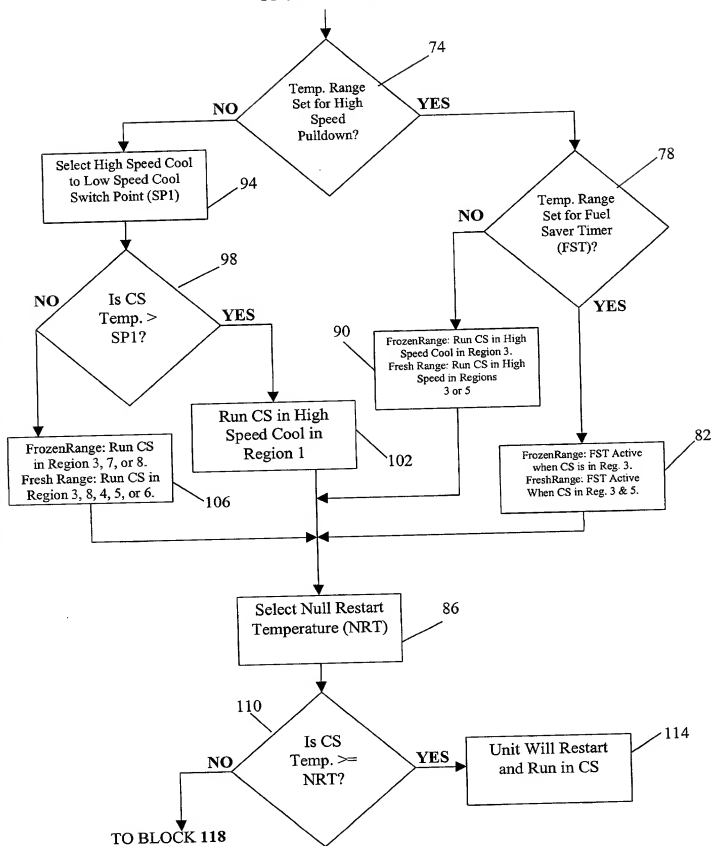 74
Temp. Range
Set for High
Speed
Pulldown?
NO
YES
Select High Speed Cool
to Low Speed Cool
Switch Point (SP1)
94
78
Temp. Range
Set for Fuel
Saver Timer
(FST)?
NO
YES
98
Is CS
Temp. >
SP1?
NO
YES
90
FrozenRange: Run CS in High
Speed Cool in Region 3.
Fresh Range: Run CS in High
Speed in Regions
3 or 5
Run CS in High
Speed Cool in
Region 1
102
FrozenRange: Run CS
in Region 3, 7, or 8.
Fresh Range: Run CS in
Region 3, 8, 4, 5, or 6.
106
FrozenRange: FST Active
when CS is in Reg. 3.
FreshRange: FST Active
When CS in Reg. 3 & 5.
82
Select Null Restart
Temperature (NRT)
86
110
Is CS
Temp. >=
NRT?
NO
YES
Unit Will Restart
and Run in CS
114
TO BLOCK 118